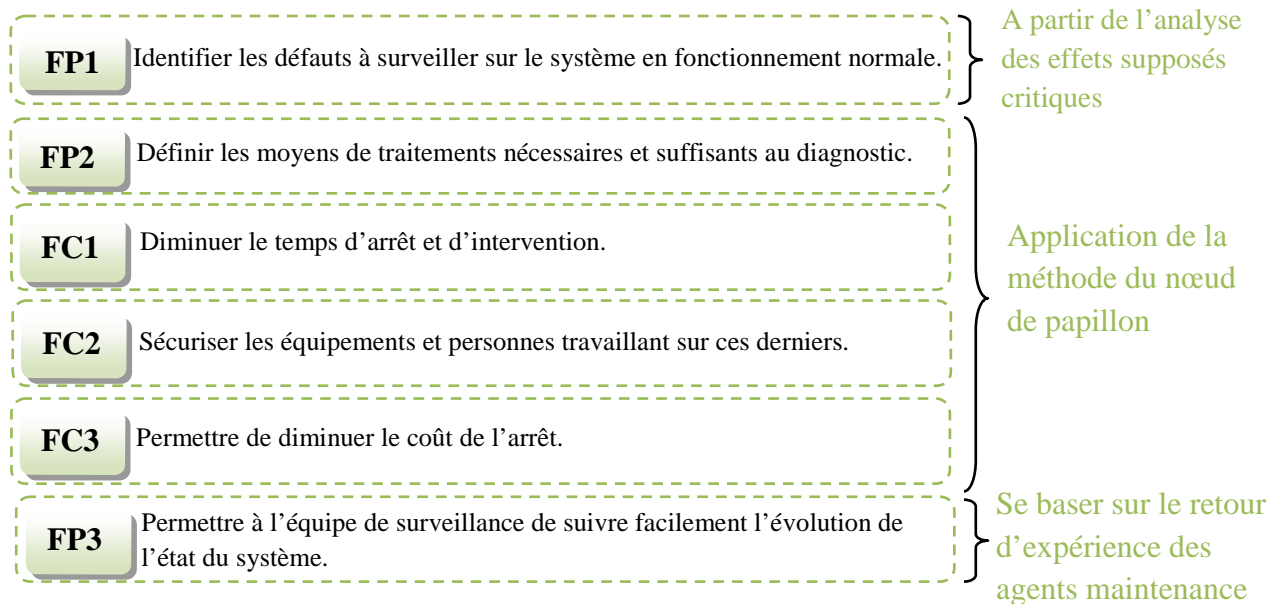 FP1
Identifier les défauts à surveiller sur le système en fonctionnement normale.
A partir de l’analyse
des effets supposés
critiques
FP2
Définir les moyens de traitements nécessaires et suffisants au diagnostic.
FC1
Diminuer le temps d’arrêt et d’intervention.
FC2
Sécuriser les équipements et personnes travaillant sur ces derniers.
FC3
Permettre de diminuer le coût de l’arrêt.
Application de la
méthode du nœud
de papillon
FP3
Permettre à l’équipe de surveillance de suivre facilement l’évolution de
l’état du système.
Se baser sur le retour
d’expérience des
agents maintenance